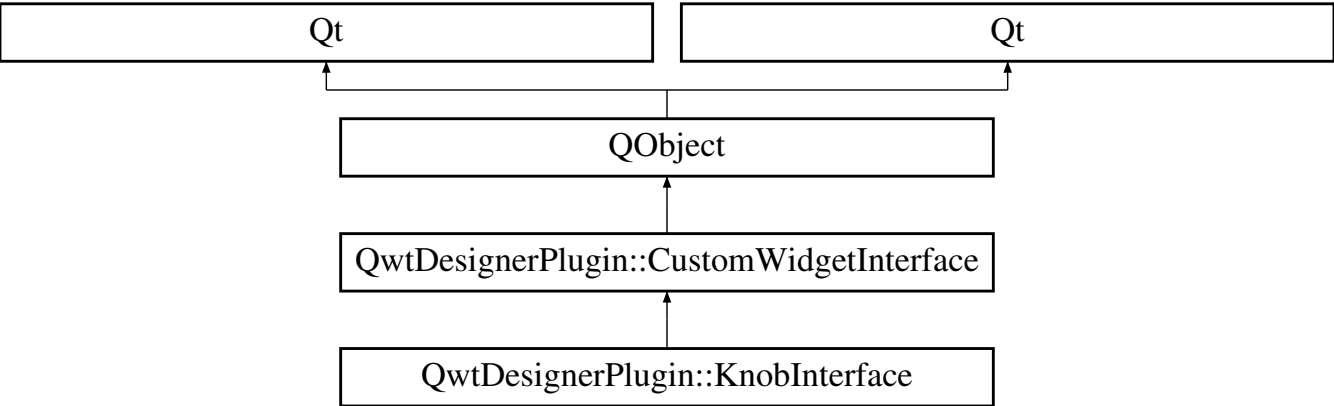 Qt
Qt
QObject
QwtDesignerPlugin::CustomWidgetInterface
QwtDesignerPlugin::KnobInterface